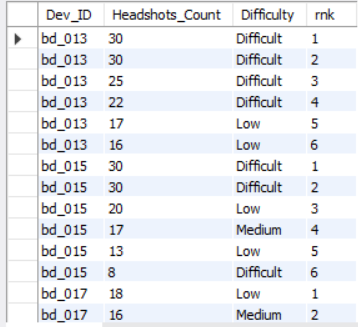 Dev_ID Headshots_Count Difficulty rnk
bd_013 30 Difficult 1
bd_013 30 Difficult 2
bd_013 25 Difficult 3
bd_013 22 Difficult 4
bd_013 17 Low 5
bd_013 16 Low 6
bd_015 30 Difficult 1
bd_015 30 Difficult 2
bd_015 20 Low 3
bd_015 17 Medium 4
bd_015 13 Low 5
bd_015 8 Difficult 6
bd_017 18 Low 1
bd_017 16 Medium 2